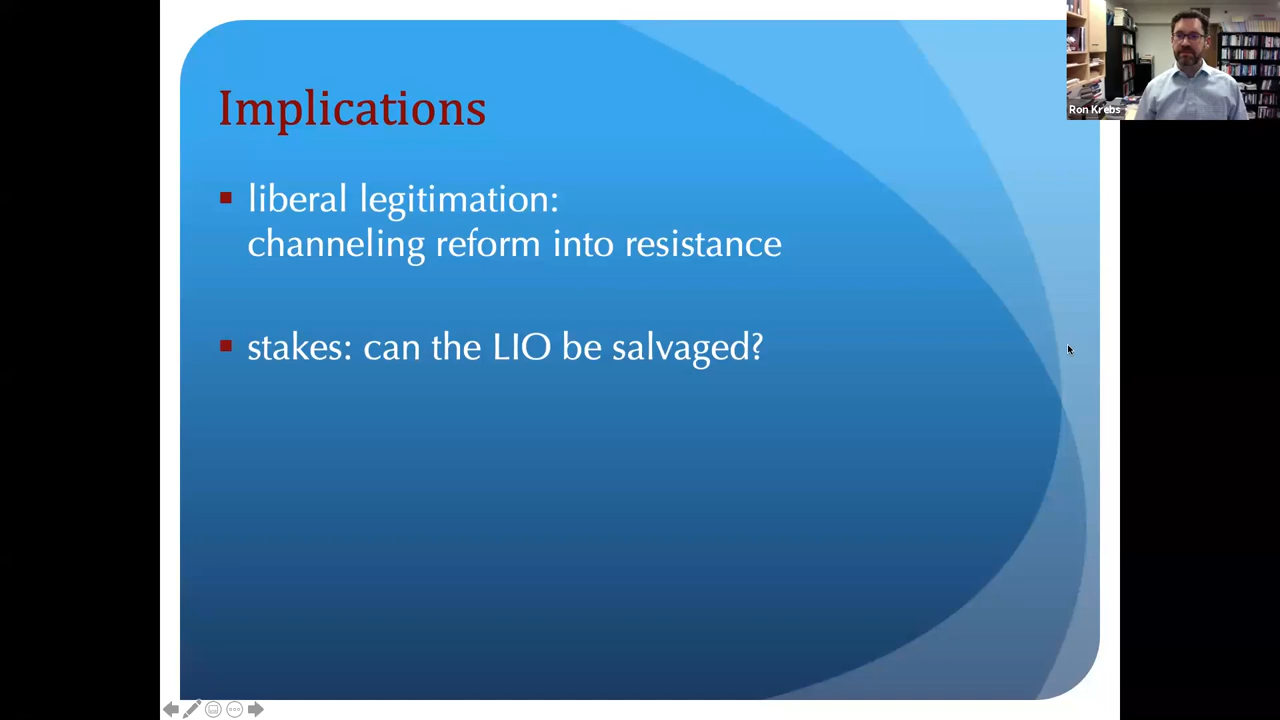 Implications
liberal legitimation:
channeling reform into resistance
stakes: can the LIO be salvaged?
Ron Krebs